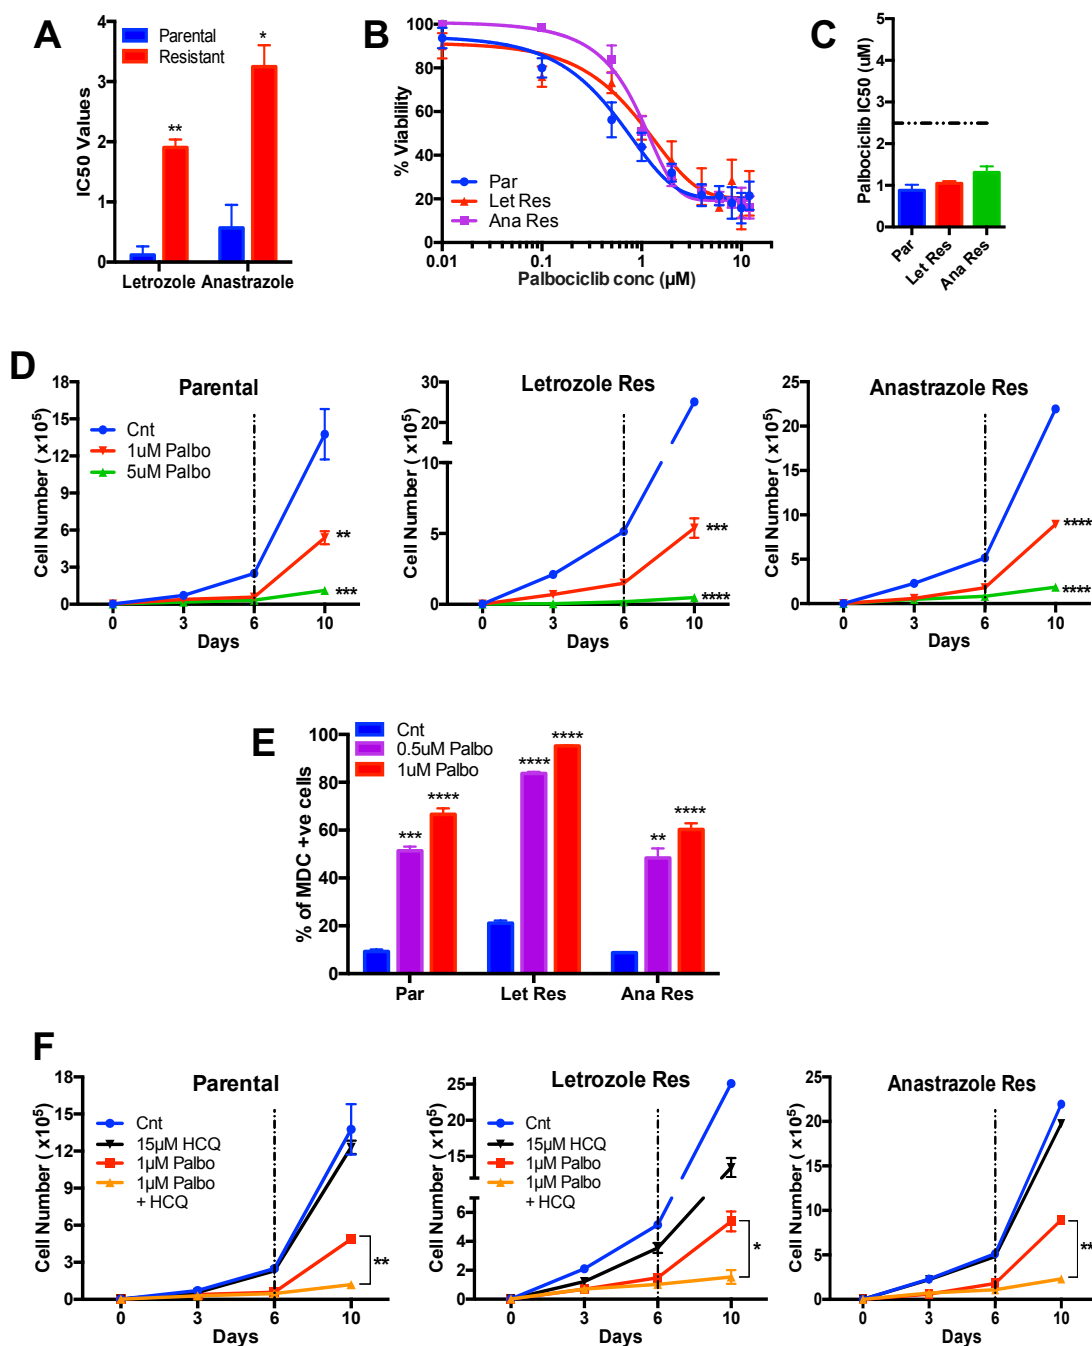 A
Parental
Resistant
IC50 Values
4
3
2
1
0
**
*
Letrozole Anastrazole
B
% Viablility
100
80
60
40
20
0
Par
Let Res
Ana Res
0.01 0.1 1 10
Palbociclib conc (µM)
C
Palbociclib IC50 (uM)
5
4
3
2
1
0
Par
Let Res
Ana Res
D
Parental
Cell Number ( x10⁵)
18
15
12
9
6
3
0
Cnt
1uM Palbo
5uM Palbo
**
***
0 3 6 10
Days
Letrozole Res
Cell Number ( x10⁵)
30
20
10
5
0
***
****
0 3 6 10
Days
Anastrazole Res
Cell Number ( x10⁵)
25
20
15
10
5
0
****
****
0 3 6 10
Days
E
Cnt
0.5uM Palbo
1uM Palbo
% of MDC +ve cells
100
80
60
40
20
0
***
****
****
****
**
****
Par Let Res Ana Res
F
Parental
Cell Number ( x10⁵)
18
15
12
9
6
3
0
Cnt
15µM HCQ
1µM Palbo
1µM Palbo
+ HCQ
**
0 3 6 10
Days
Letrozole Res
Cell Number ( x10⁵)
25
15
6
4
2
0
Cnt
15µM HCQ
1µM Palbo
1µM Palbo
+ HCQ
*
0 3 6 10
Days
Anastrazole Res
Cell Number ( x10⁵)
25
20
15
10
5
0
**
0 3 6 10
Days